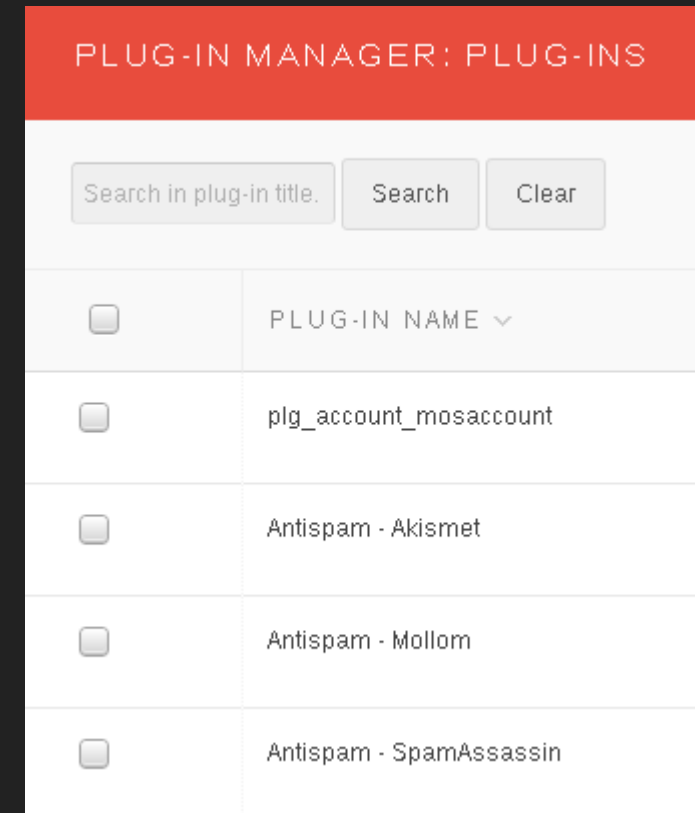 PLUG-IN MANAGER: PLUG-INS
Search in plug-in title. Search Clear
PLUG-IN NAME
plg_account_mosaccount
Antispam - Akismet
Antispam - Mollom
Antispam - SpamAssassin